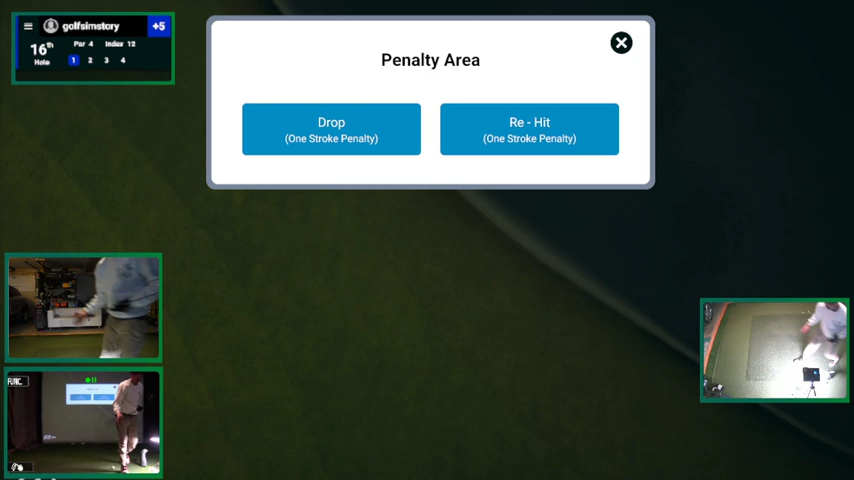 golfsimstory
+5
16th
Hole
Par 4
Index 12
1 2 3 4
Penalty Area
Drop
(One Stroke Penalty)
Re - Hit
(One Stroke Penalty)
FUNC.